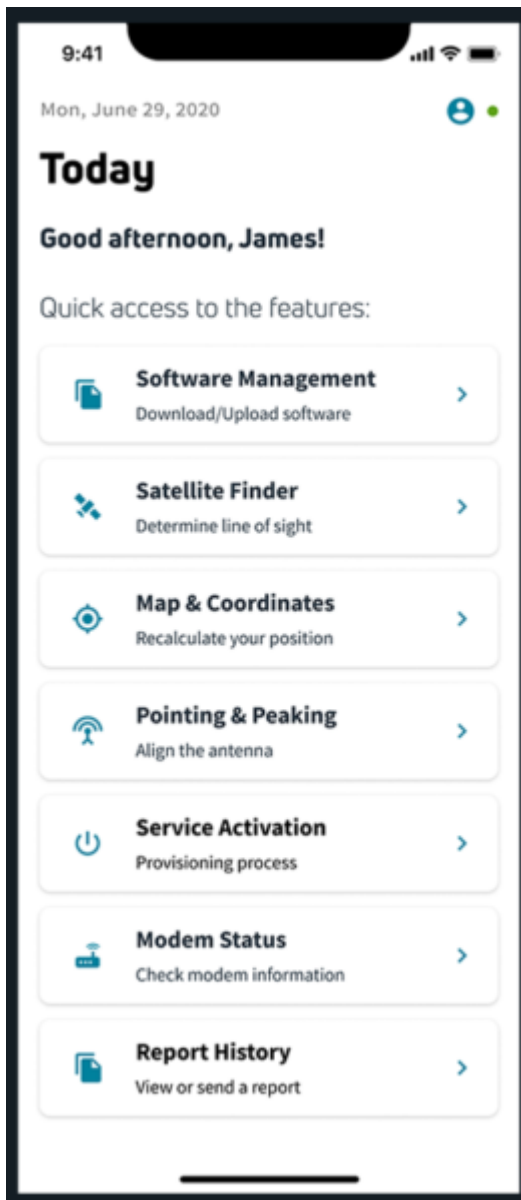 9:41
Mon, June 29, 2020
Today
Good afternoon, James!
Quick access to the features:
Software Management
Download/Upload software
Satellite Finder
Determine line of sight
Map & Coordinates
Recalculate your position
Pointing & Peaking
Align the antenna
Service Activation
Provisioning process
Modem Status
Check modem information
Report History
View or send a report